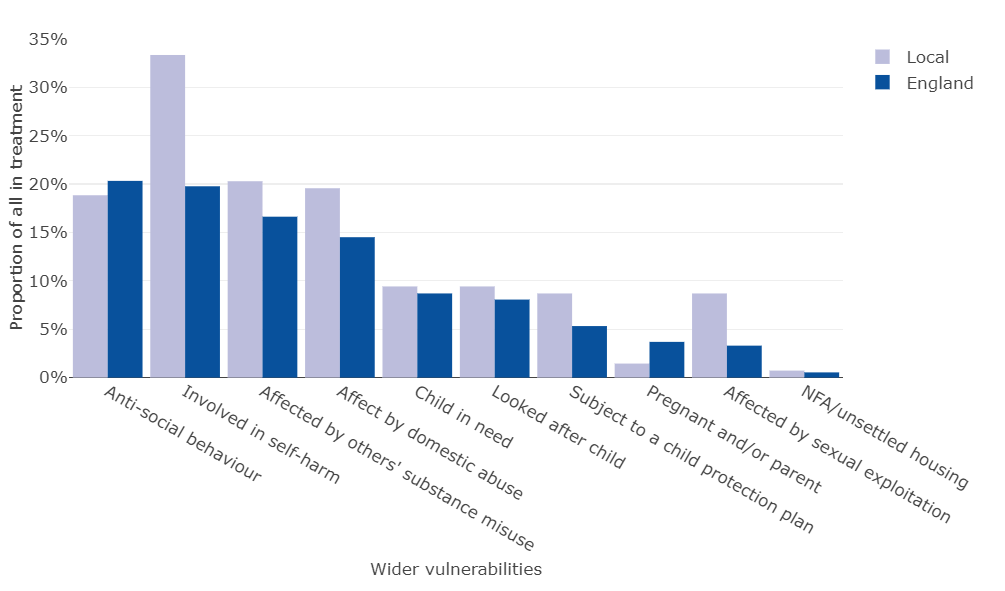 35%
30%
25%
20%
15%
10%
5%
0%
Proportion of all in treatment
Local
England
Anti-social behaviour
Involved in self-harm
Affected by others' substance misuse
Affect by domestic abuse
Child in need
Looked after child
Subject to a child protection plan
Pregnant and/or parent
Affected by sexual exploitation
NFA/unsettled housing
Wider vulnerabilities